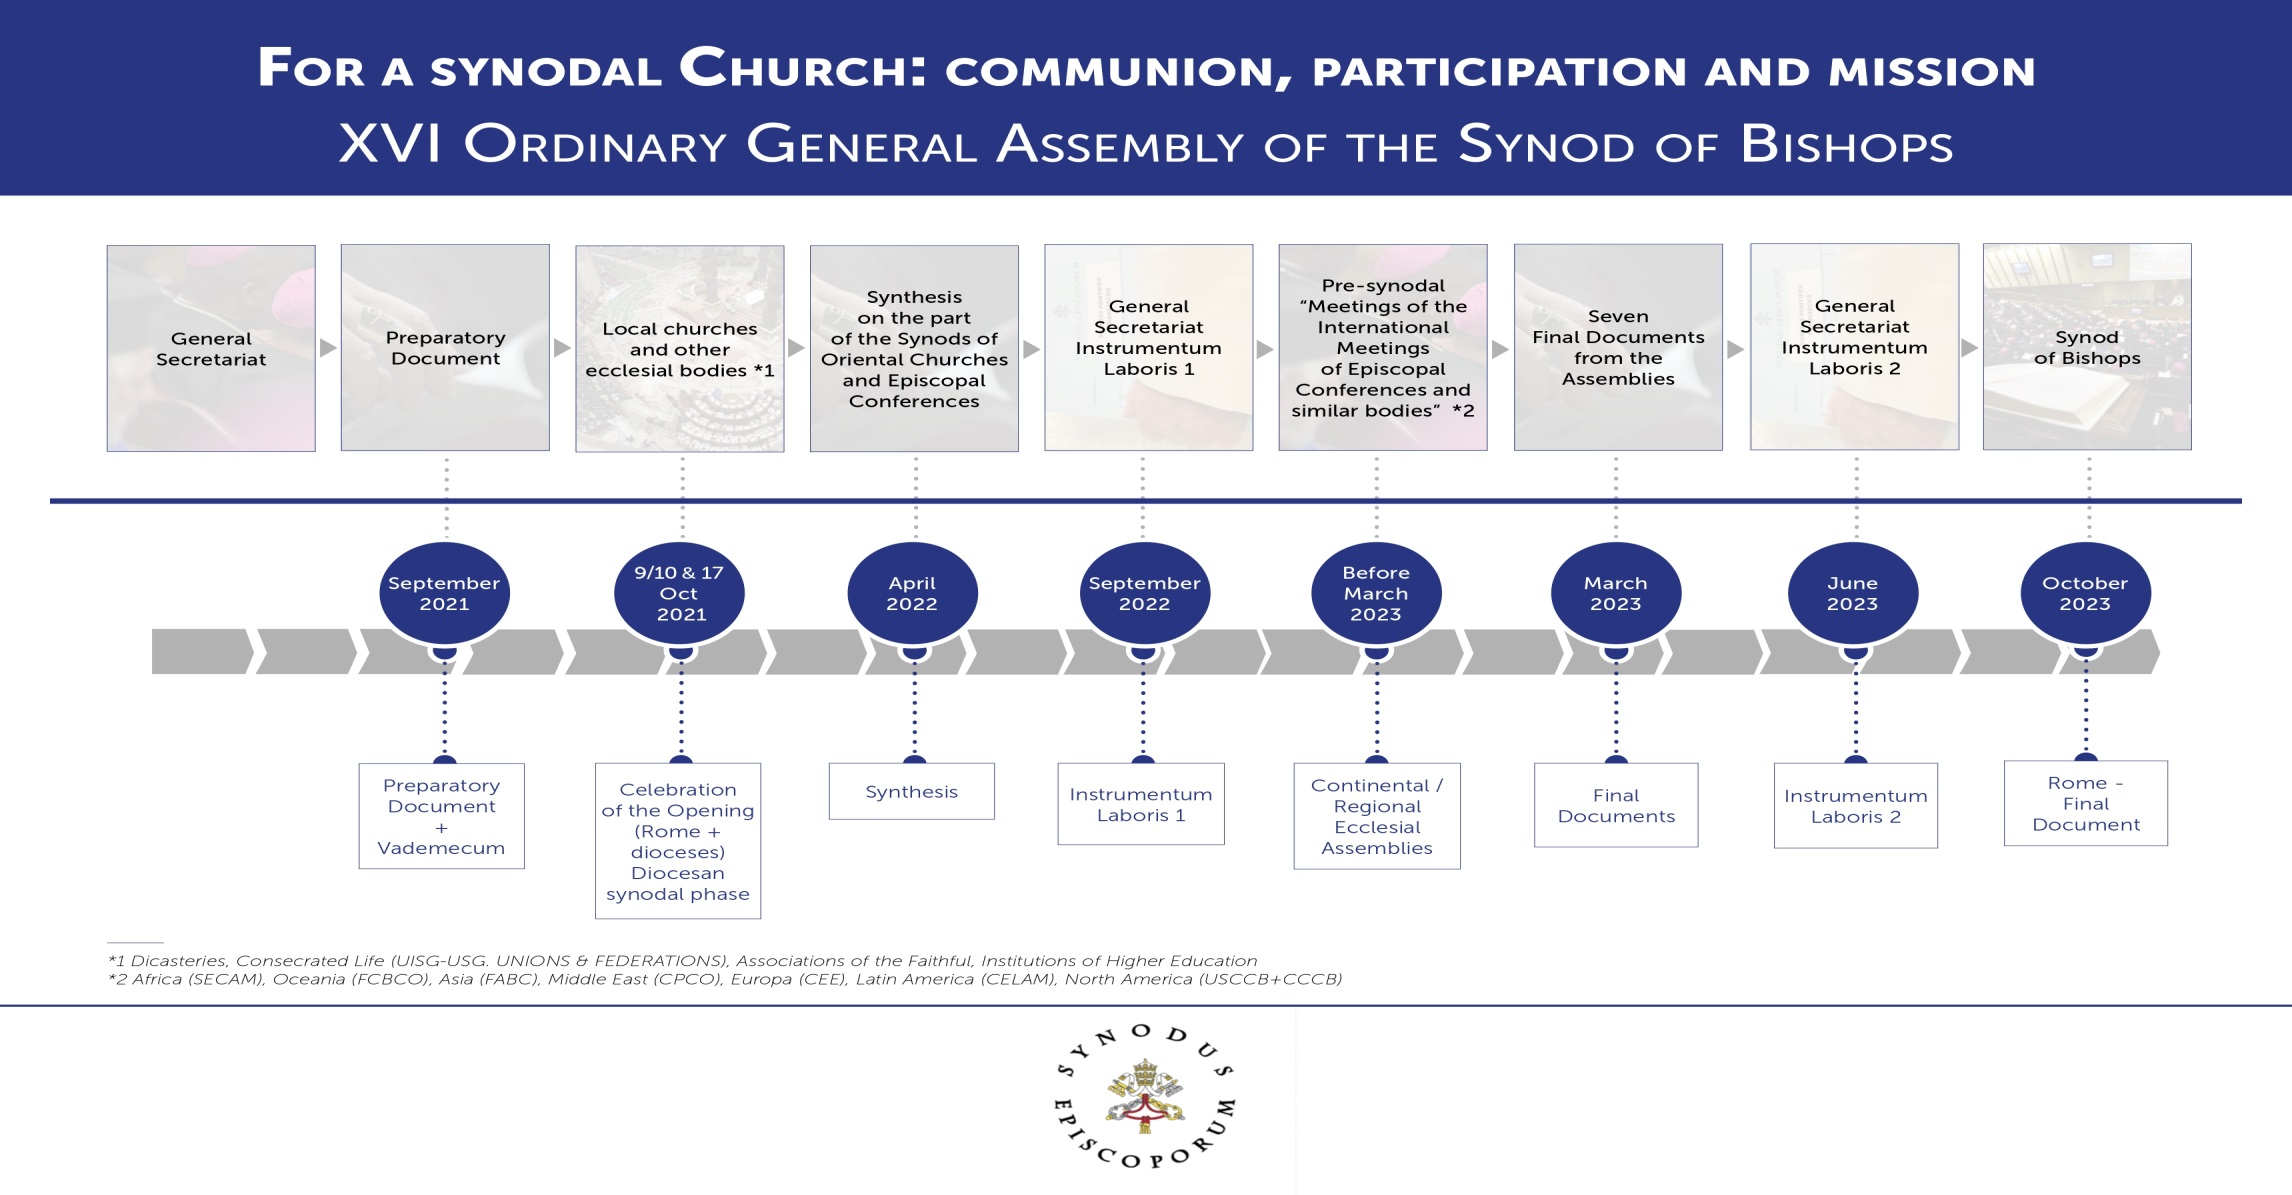 FOR A SYNODAL CHURCH: COMMUNION, PARTICIPATION AND MISSION
XVI ORDINARY GENERAL ASSEMBLY OF THE SYNOD OF BISHOPS
General
Secretariat
Preparatory
Document
Local churches
and other
ecclesial bodies *1
Synthesis
on the part
of the Synods of
Oriental Churches
and Episcopal
Conferences
General
Secretariat
Instrumentum
Laboris 1
Pre-synodal
“Meetings of the
International
Meetings
of Episcopal
Conferences and
similar bodies” *2
Seven
Final Documents
from the
Assemblies
General
Secretariat
Instrumentum
Laboris 2
Synod
of Bishops
September
2021
9/10 & 17
Oct
2021
April
2022
September
2022
Before
March
2023
March
2023
June
2023
October
2023
Preparatory
Document
+
Vademecum
Celebration
of the Opening
(Rome +
dioceses)
Diocesan
synodal phase
Synthesis
Instrumentum
Laboris 1
Continental /
Regional
Ecclesial
Assemblies
Final
Documents
Instrumentum
Laboris 2
Rome -
Final
Document
*1 Dicasteries, Consecrated Life (UISG-USG. UNIONS & FEDERATIONS), Associations of the Faithful, Institutions of Higher Education
*2 Africa (SECAM), Oceania (FCBCO), Asia (FABC), Middle East (CPCO), Europa (CEE), Latin America (CELAM), North America (USCCB+CCCB)
SYNODUS
EPISCOPORUM